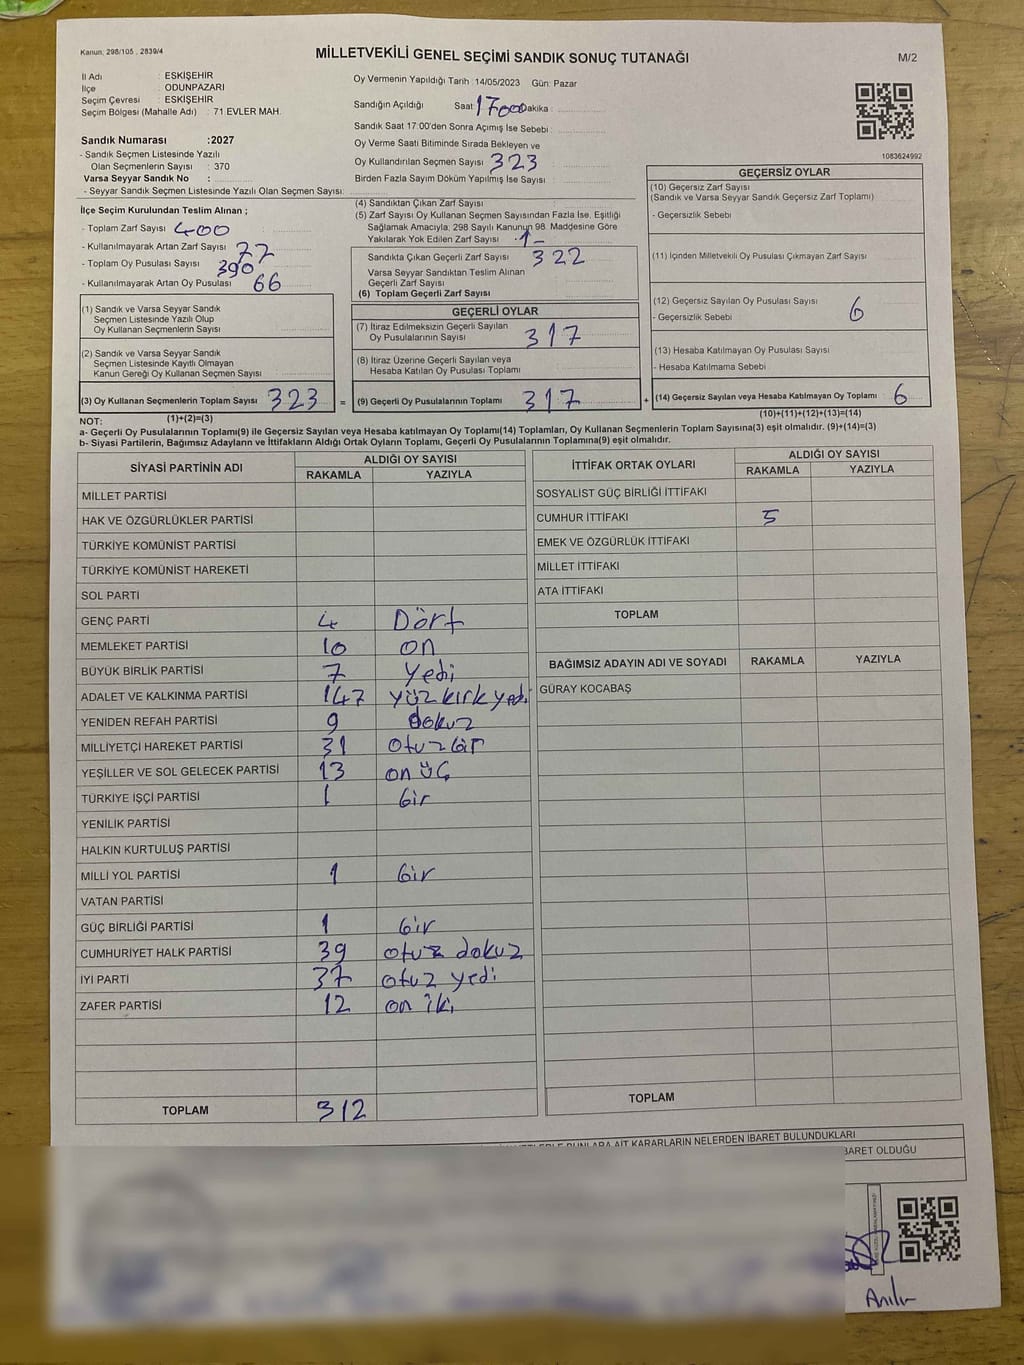 Kanun: 298/105 , 2839/4
MİLLETVEKİLİ GENEL SEÇİMİ SANDIK SONUÇ TUTANAĞI
M/2
İl Adı : ESKİŞEHİR
İlçe : ODUNPAZARI
Seçim Çevresi : ESKİŞEHİR
Seçim Bölgesi (Mahalle Adı) : 71 EVLER MAH.
Oy Vermenin Yapıldığı Tarih : 14/05/2023 Gün: Pazar
Sandığın Açıldığı Saat: 17 00 Dakika :
Sandık Saat 17:00'den Sonra Açımış İse Sebebi :
Oy Verme Saati Bitiminde Sırada Bekleyen ve
Oy Kullandırılan Seçmen Sayısı : 323
Birden Fazla Sayım Döküm Yapılmış İse Sayısı :
1083624992
Sandık Numarası :2027
- Sandık Seçmen Listesinde Yazılı
Olan Seçmenlerin Sayısı : 370
Varsa Seyyar Sandık No :
- Seyyar Sandık Seçmen Listesinde Yazılı Olan Seçmen Sayısı:
İlçe Seçim Kurulundan Teslim Alınan ;
- Toplam Zarf Sayısı : 400
- Kullanılmayarak Artan Zarf Sayısı : 77
- Toplam Oy Pusulası Sayısı : 390
- Kullanılmayarak Artan Oy Pusulası : 66
(1) Sandık ve Varsa Seyyar Sandık
Seçmen Listesinde Yazılı Olup
Oy Kullanan Seçmenlerin Sayısı :
(2) Sandık ve Varsa Seyyar Sandık
Seçmen Listesinde Kayıtlı Olmayan
Kanun Gereği Oy Kullanan Seçmen Sayısı :
(3) Oy Kullanan Seçmenlerin Toplam Sayısı : 323 =
(1)+(2)=(3)
(4) Sandıktan Çıkan Zarf Sayısı :
(5) Zarf Sayısı Oy Kullanan Seçmen Sayısından Fazla İse, Eşitliği
Sağlamak Amacıyla, 298 Sayılı Kanunun 98. Maddesine Göre
Yakılarak Yok Edilen Zarf Sayısı : 1
Sandıkta Çıkan Geçerli Zarf Sayısı : 322
Varsa Seyyar Sandıktan Teslim Alınan
Geçerli Zarf Sayısı :
(6) Toplam Geçerli Zarf Sayısı :
GEÇERLİ OYLAR
(7) İtiraz Edilmeksizin Geçerli Sayılan
Oy Pusulalarının Sayısı : 317
(8) İtiraz Üzerine Geçerli Sayılan veya
Hesaba Katılan Oy Pusulası Toplamı :
(9) Geçerli Oy Pusulalarının Toplamı : 317 +
GEÇERSİZ OYLAR
(10) Geçersiz Zarf Sayısı
(Sandık ve Varsa Seyyar Sandık Geçersiz Zarf Toplamı) :
- Geçersizlik Sebebi :
(11) İçinden Milletvekili Oy Pusulası Çıkmayan Zarf Sayısı :
(12) Geçersiz Sayılan Oy Pusulası Sayısı : 6
- Geçersizlik Sebebi :
(13) Hesaba Katılmayan Oy Pusulası Sayısı :
- Hesaba Katılmama Sebebi :
(14) Geçersiz Sayılan veya Hesaba Katılmayan Oy Toplamı : 6
(10)+(11)+(12)+(13)=(14)
NOT:
a- Geçerli Oy Pusulalarının Toplamı(9) ile Geçersiz Sayılan veya Hesaba katılmayan Oy Toplamı(14) Toplamları, Oy Kullanan Seçmenlerin Toplam Sayısına(3) eşit olmalıdır. (9)+(14)=(3)
b- Siyasi Partilerin, Bağımsız Adayların ve İttifakların Aldığı Ortak Oyların Toplamı, Geçerli Oy Pusulalarının Toplamına(9) eşit olmalıdır.
SİYASİ PARTİNİN ADI ALDIĞI OY SAYISI
RAKAMLA YAZIYLA
MİLLET PARTİSİ
HAK VE ÖZGÜRLÜKLER PARTİSİ
TÜRKİYE KOMÜNİST PARTİSİ
TÜRKİYE KOMÜNİST HAREKETİ
SOL PARTİ
GENÇ PARTİ 4 Dört
MEMLEKET PARTİSİ 10 on
BÜYÜK BİRLİK PARTİSİ 7 yedi
ADALET VE KALKINMA PARTİSİ 147 yüz kırk yedi
YENİDEN REFAH PARTİSİ 9 dokuz
MİLLİYETÇİ HAREKET PARTİSİ 31 otuz bir
YEŞİLLER VE SOL GELECEK PARTİSİ 13 on üç
TÜRKİYE İŞÇİ PARTİSİ 1 bir
YENİLİK PARTİSİ
HALKIN KURTULUŞ PARTİSİ
MİLLİ YOL PARTİSİ 1 bir
VATAN PARTİSİ
GÜÇ BİRLİĞİ PARTİSİ 1 bir
CUMHURİYET HALK PARTİSİ 39 otuz dokuz
İYİ PARTİ 37 otuz yedi
ZAFER PARTİSİ 12 on iki
TOPLAM 312
İTTİFAK ORTAK OYLARI ALDIĞI OY SAYISI
RAKAMLA YAZIYLA
SOSYALİST GÜÇ BİRLİĞİ İTTİFAKI
CUMHUR İTTİFAKI 5
EMEK VE ÖZGÜRLÜK İTTİFAKI
MİLLET İTTİFAKI
ATA İTTİFAKI
TOPLAM
BAĞIMSIZ ADAYIN ADI VE SOYADI RAKAMLA YAZIYLA
GÜRAY KOCABAŞ
TOPLAM
BUNLARA AİT KARARLARIN NELERDEN İBARET BULUNDUKLARI
OLDUĞU